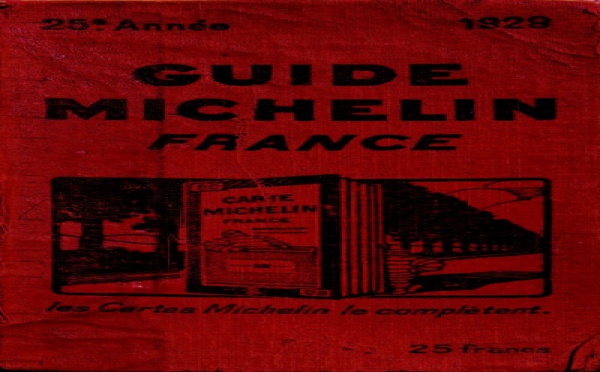 25e Année 1929
GUIDE
MICHELIN
FRANCE
CARTE
MICHELIN
FRANCE
les Cartes Michelin le complètent.
25 francs